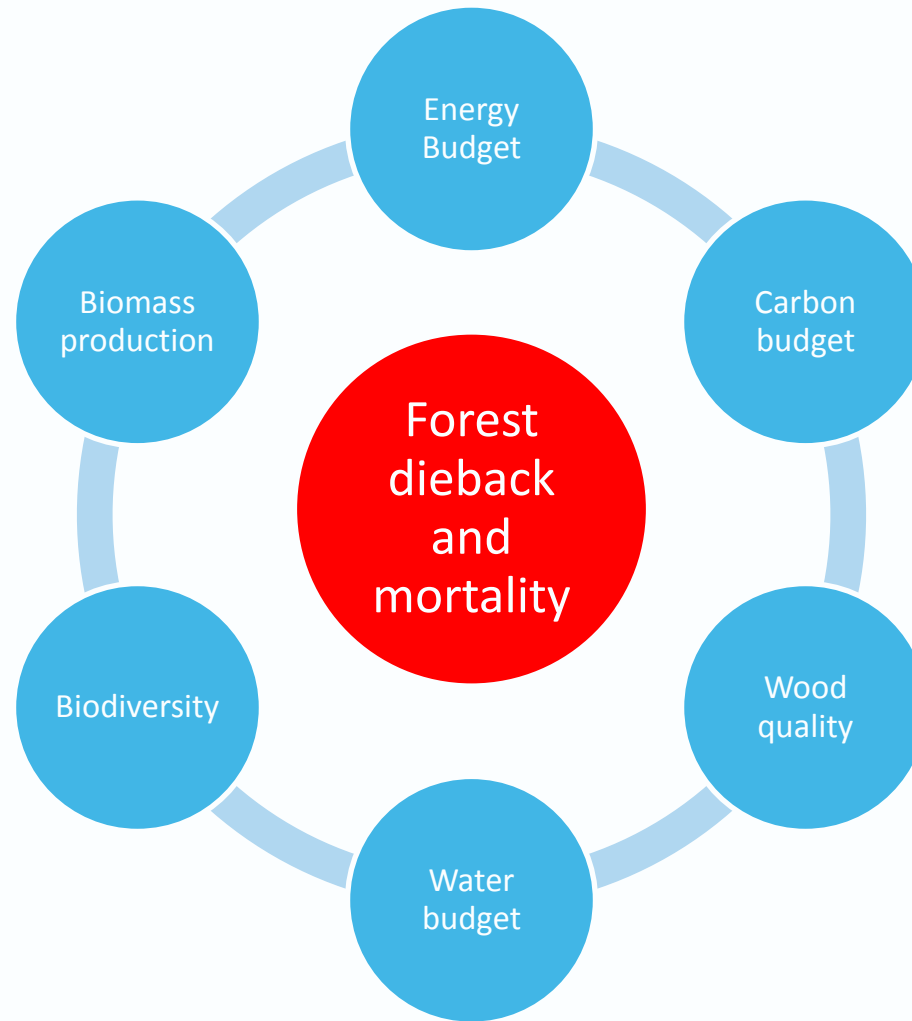 Energy
Budget
Carbon
budget
Wood
quality
Water
budget
Biodiversity
Biomass
production
Forest
dieback
and
mortality